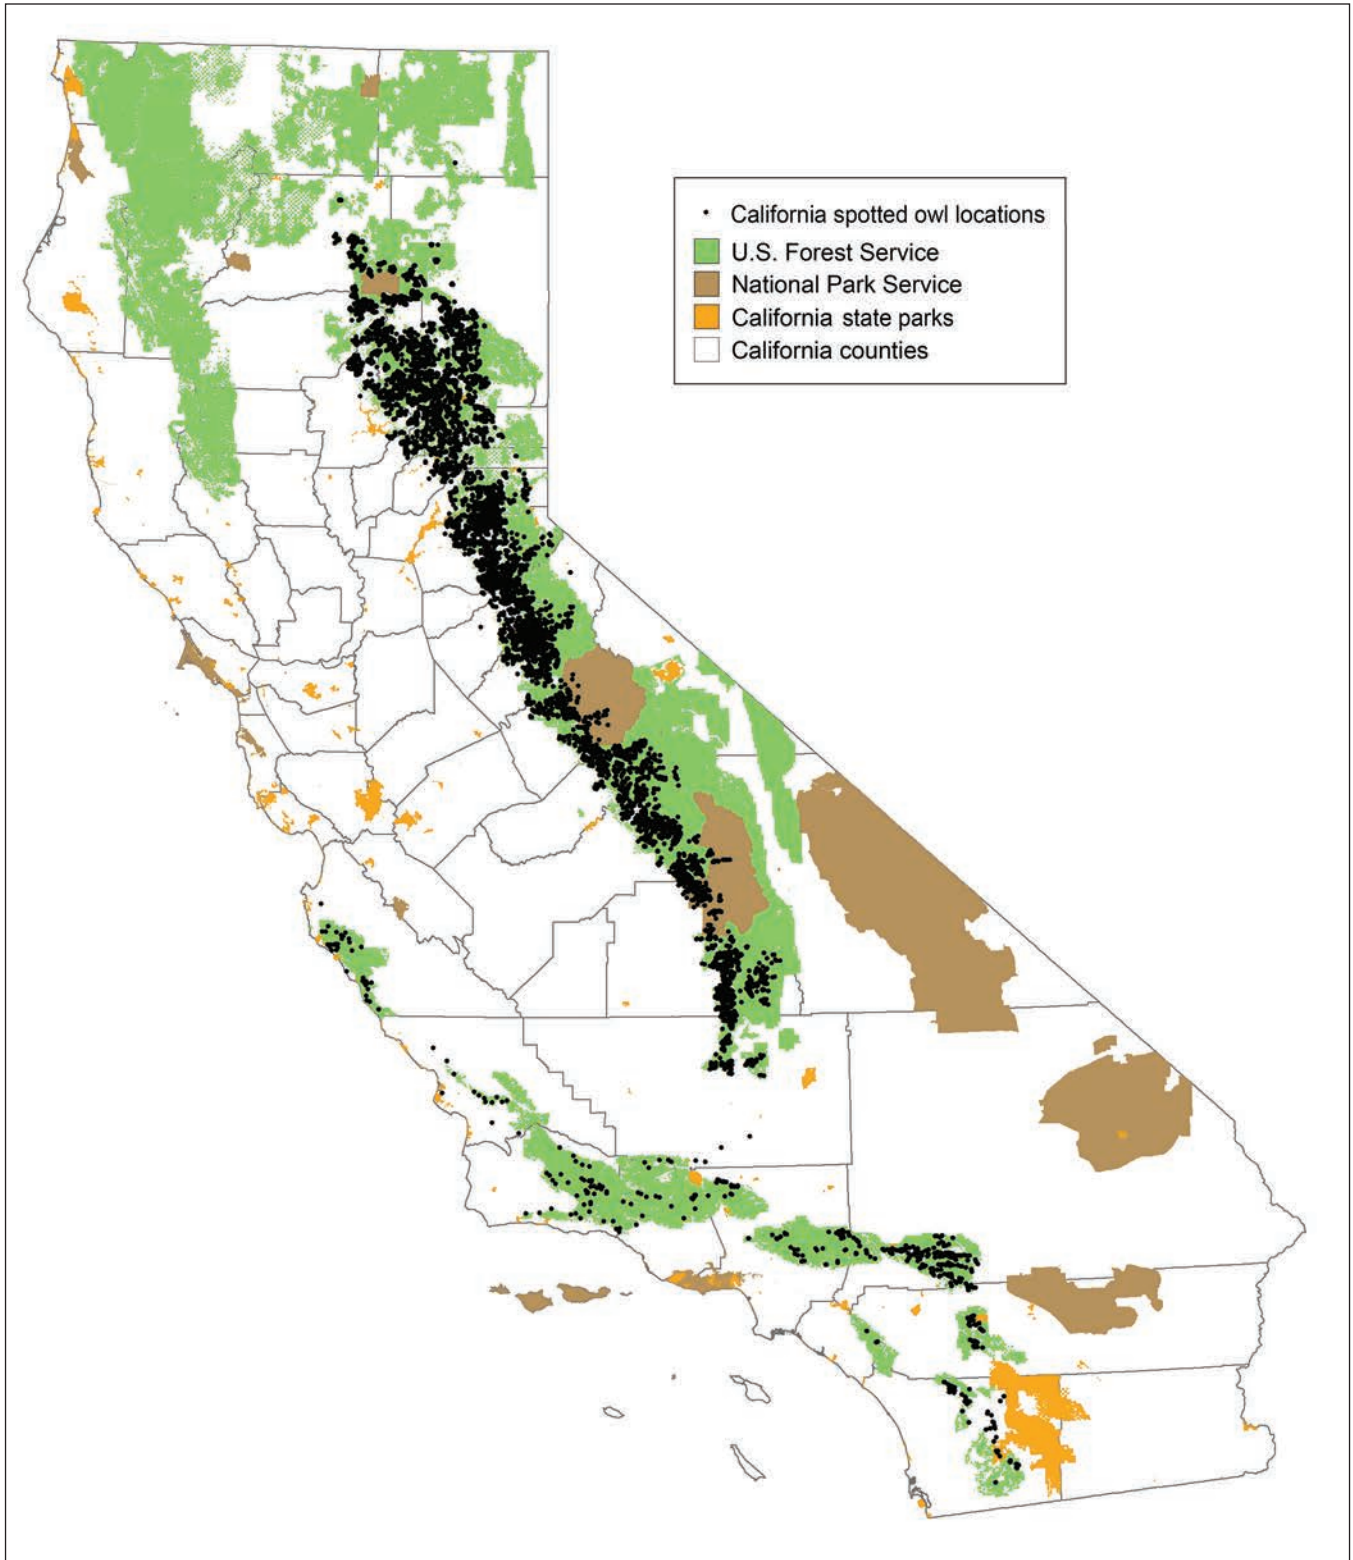 California spotted owl locations
U.S. Forest Service
National Park Service
California state parks
California counties